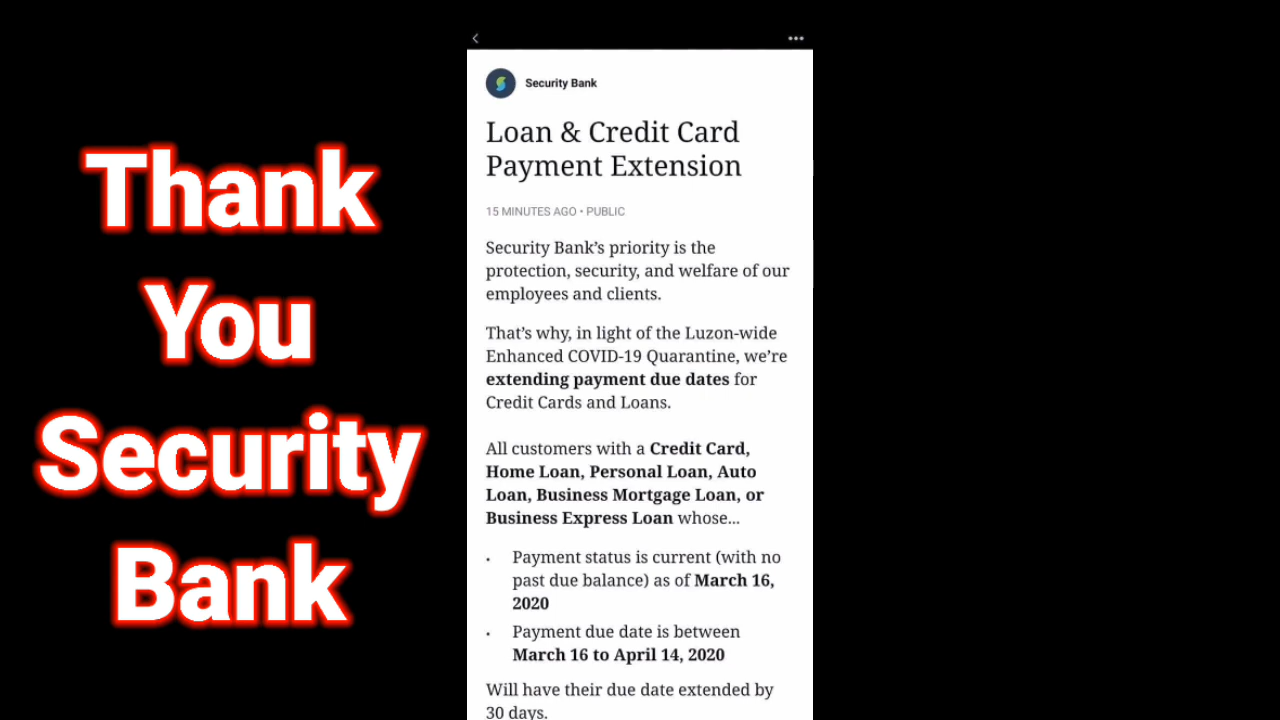 Thank
You
Security
Bank
Security Bank
Loan & Credit Card
Payment Extension
15 MINUTES AGO • PUBLIC
Security Bank’s priority is the
protection, security, and welfare of our
employees and clients.
That’s why, in light of the Luzon-wide
Enhanced COVID-19 Quarantine, we’re
extending payment due dates for
Credit Cards and Loans.
All customers with a Credit Card,
Home Loan, Personal Loan, Auto
Loan, Business Mortgage Loan, or
Business Express Loan whose...
• Payment status is current (with no
past due balance) as of March 16,
2020
• Payment due date is between
March 16 to April 14, 2020
Will have their due date extended by
30 days.